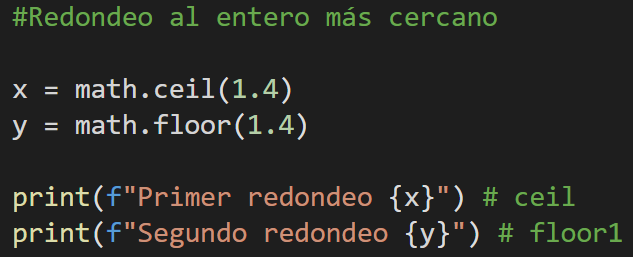 #Redondeo al entero más cercano
x = math.ceil(1.4)
y = math.floor(1.4)
print(f"Primer redondeo {x}") # ceil
print(f"Segundo redondeo {y}") # floor1